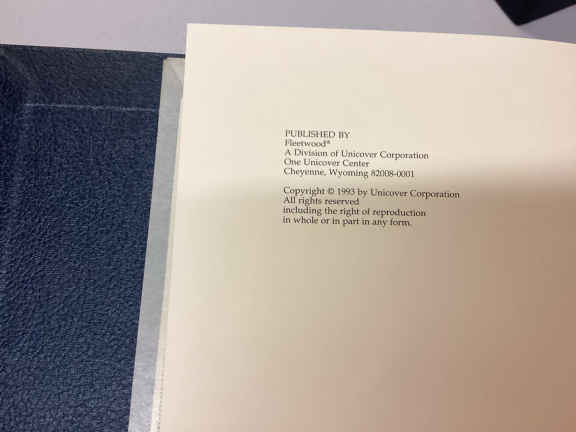 PUBLISHED BY
Fleetwood®
A Division of Unicover Corporation
One Unicover Center
Cheyenne, Wyoming 82008-0001
Copyright © 1993 by Unicover Corporation
All rights reserved
including the right of reproduction
in whole or in part in any form.